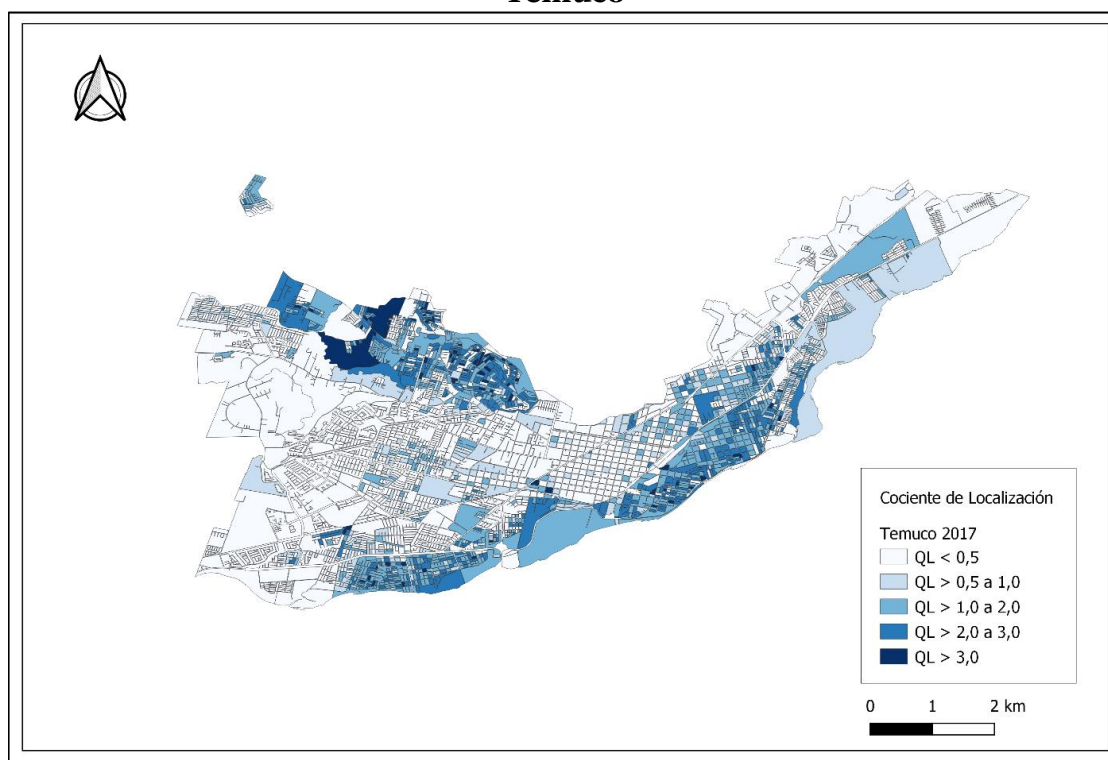 Temuco
Cociente de Localización
Temuco 2017
QL < 0,5
QL > 0,5 a 1,0
QL > 1,0 a 2,0
QL > 2,0 a 3,0
QL > 3,0
0 1 2 km